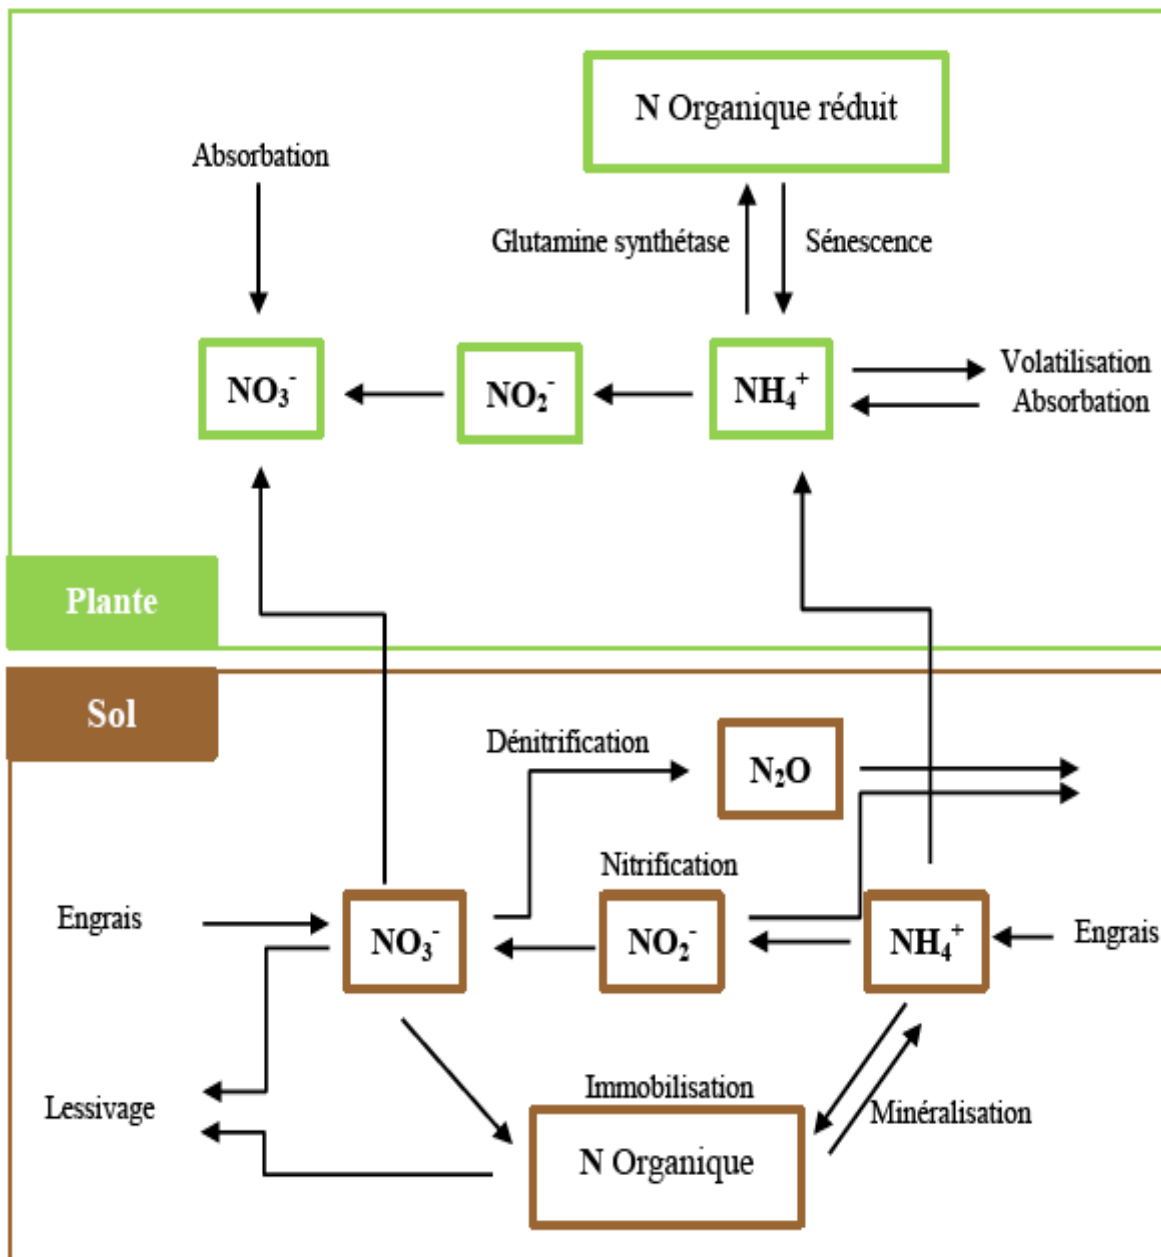 N Organique réduit
Absorbation
Glutamine synthétase
Sénescence
NO₃⁻
NO₂⁻
NH₄⁺
Volatilisation
Absorbation
Plante
Sol
Dénitrification
N₂O
Nitrification
Engrais
NO₃⁻
NO₂⁻
NH₄⁺
Engrais
Immobilisation
Lessivage
Minéralisation
N Organique